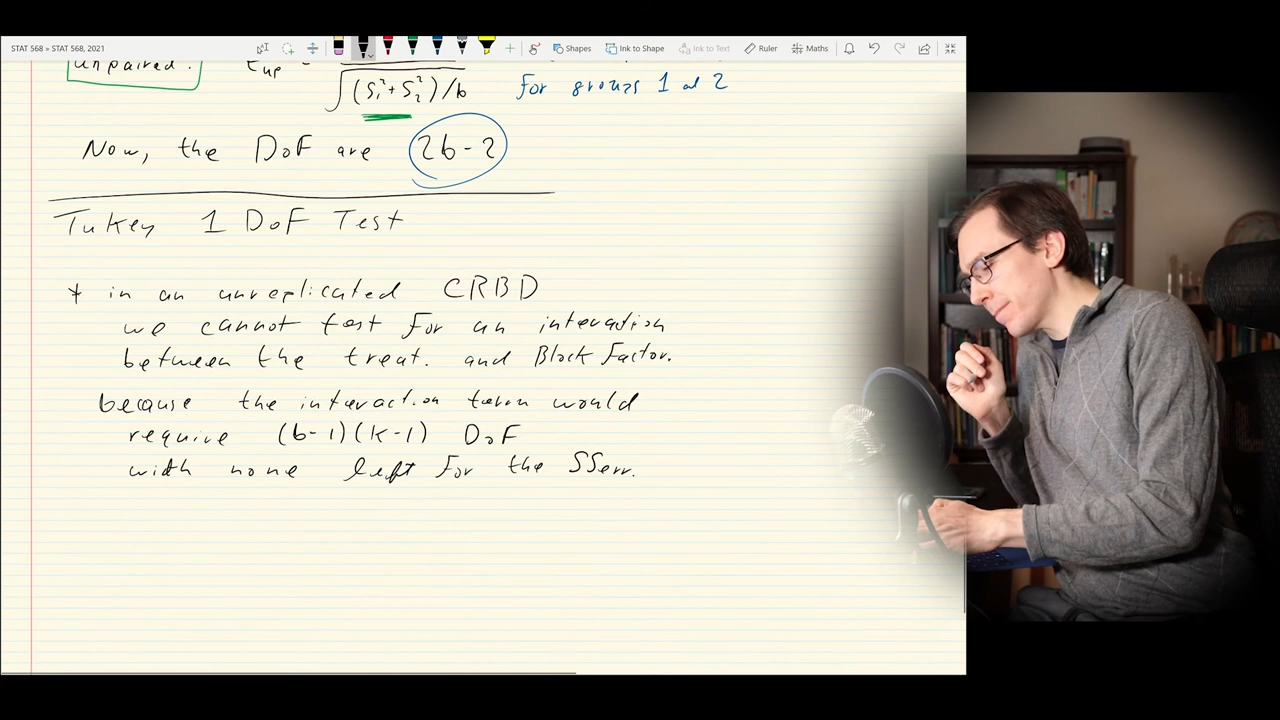 STAT 568 » STAT 568, 2021
Shapes Ink to Shape Ink to Text Ruler Maths
unpaired.
√(S₁²+S₂²)/b for groups 1 ad 2
Now, the DoF are 2b-2
Tukey 1 DoF Test
* in an unreplicated CRBD
we cannot test for an interaction
between the treat. and Block Factor.
because the interaction term would
require (b-1)(k-1) DoF
with none left for the SSerr.